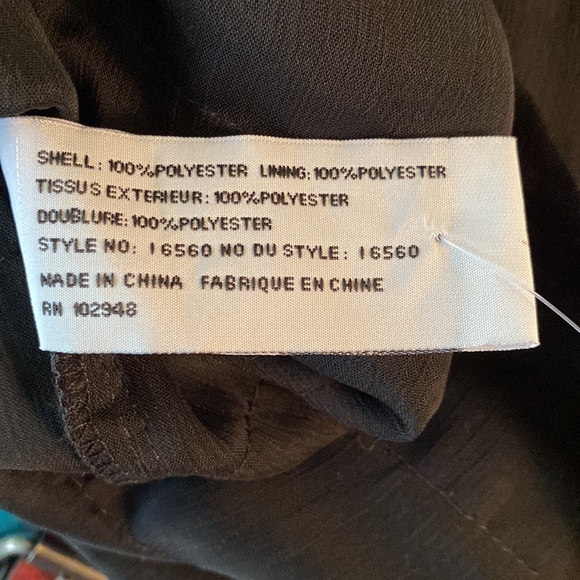 SHELL: 100%POLYESTER LINING: 100%POLYESTER
TISSUS EXTERIEUR: 100%POLYESTER
DOUBLURE: 100%POLYESTER
STYLE NO: 16560 NO DU STYLE: 16560
MADE IN CHINA FABRIQUE EN CHINE
RN 102948